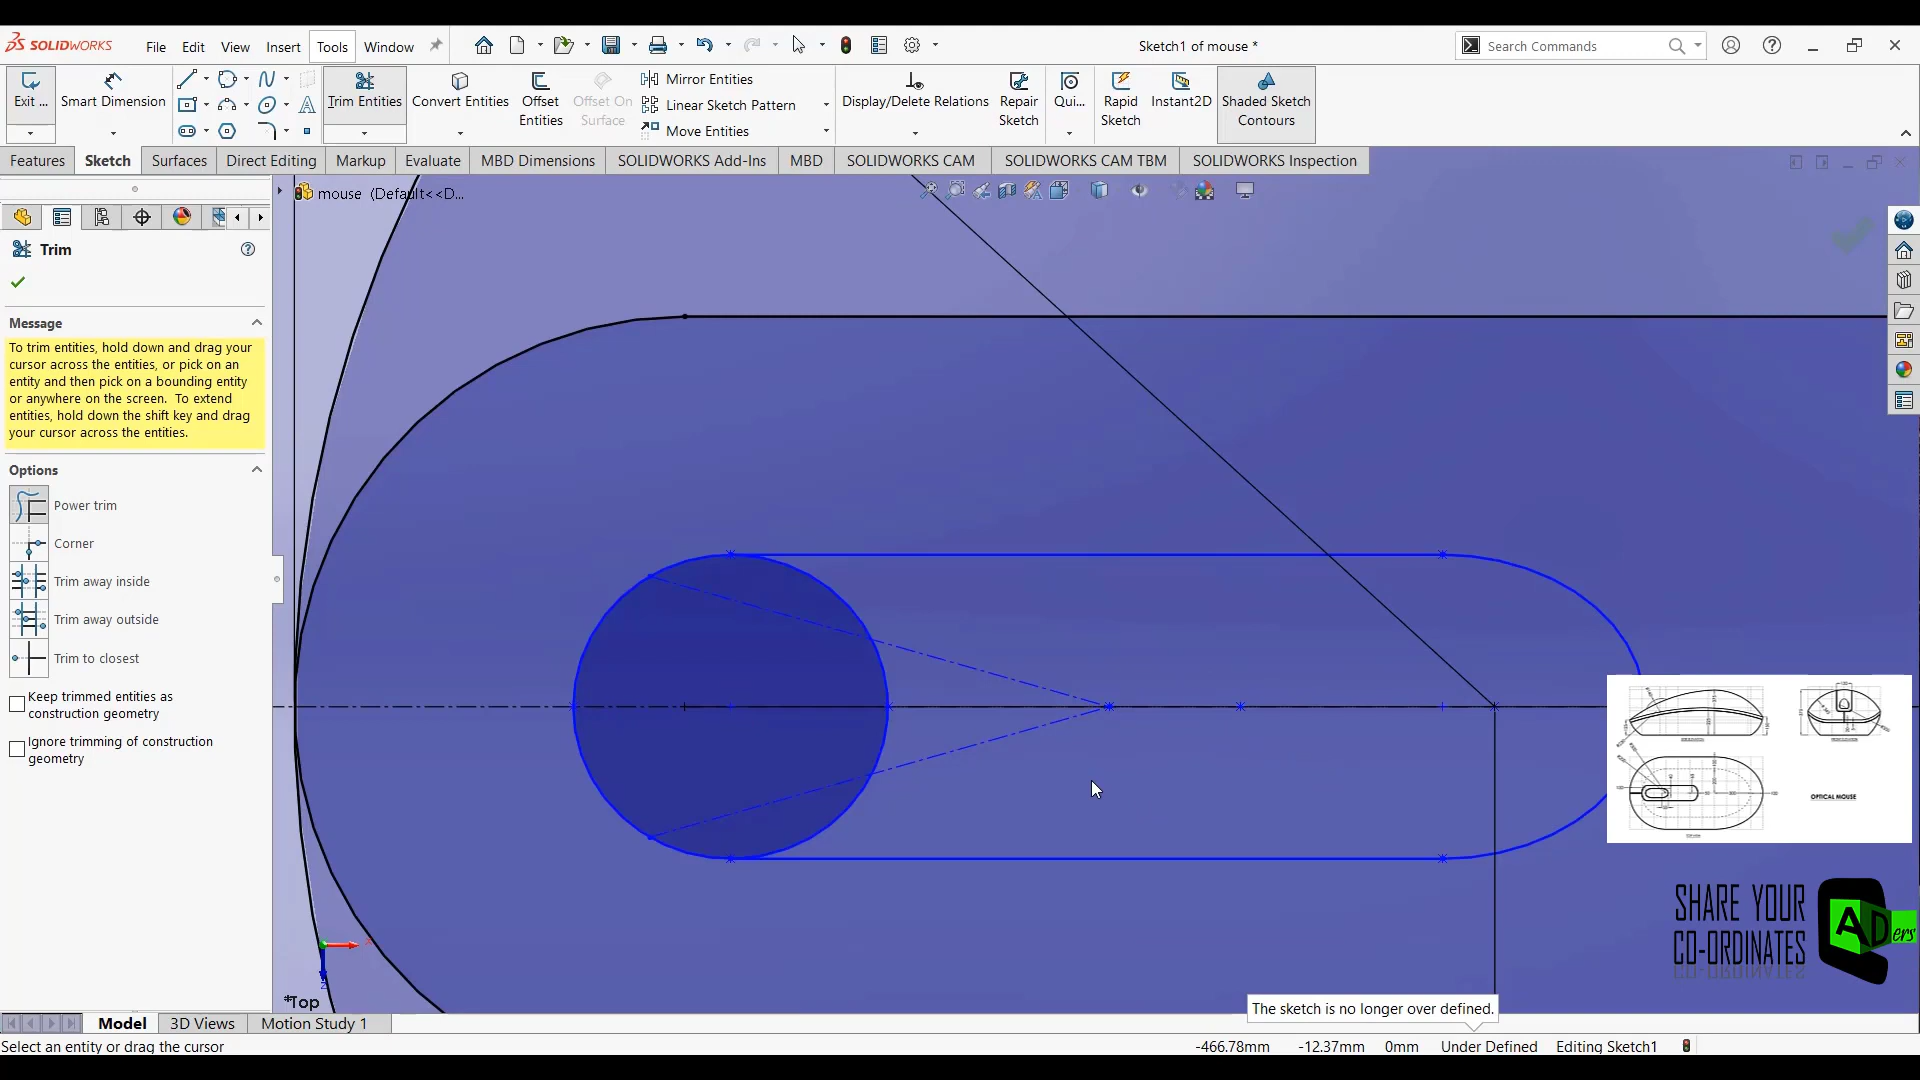 SOLIDWORKS
File Edit View Insert Tools Window
Sketch1 of mouse *
Search Commands
Exit ...
Smart Dimension
Trim Entities
Convert Entities
Offset Entities
Offset On Surface
Mirror Entities
Linear Sketch Pattern
Move Entities
Display/Delete Relations
Repair Sketch
Qui...
Rapid Sketch
Instant2D
Shaded Sketch Contours
Features Sketch Surfaces Direct Editing Markup Evaluate MBD Dimensions SOLIDWORKS Add-Ins MBD SOLIDWORKS CAM SOLIDWORKS CAM TBM SOLIDWORKS Inspection
mouse (Default<<D...
Trim
Message
To trim entities, hold down and drag your
cursor across the entities, or pick on an
entity and then pick on a bounding entity
or anywhere on the screen. To extend
entities, hold down the shift key and drag
your cursor across the entities.
Options
Power trim
Corner
Trim away inside
Trim away outside
Trim to closest
Keep trimmed entities as
construction geometry
Ignore trimming of construction
geometry
OPTICAL MOUSE
SHARE YOUR
CO-ORDINATES
CADers
*Top
The sketch is no longer over defined.
Model 3D Views Motion Study 1
Select an entity or drag the cursor
-466.78mm -12.37mm 0mm Under Defined Editing Sketch1